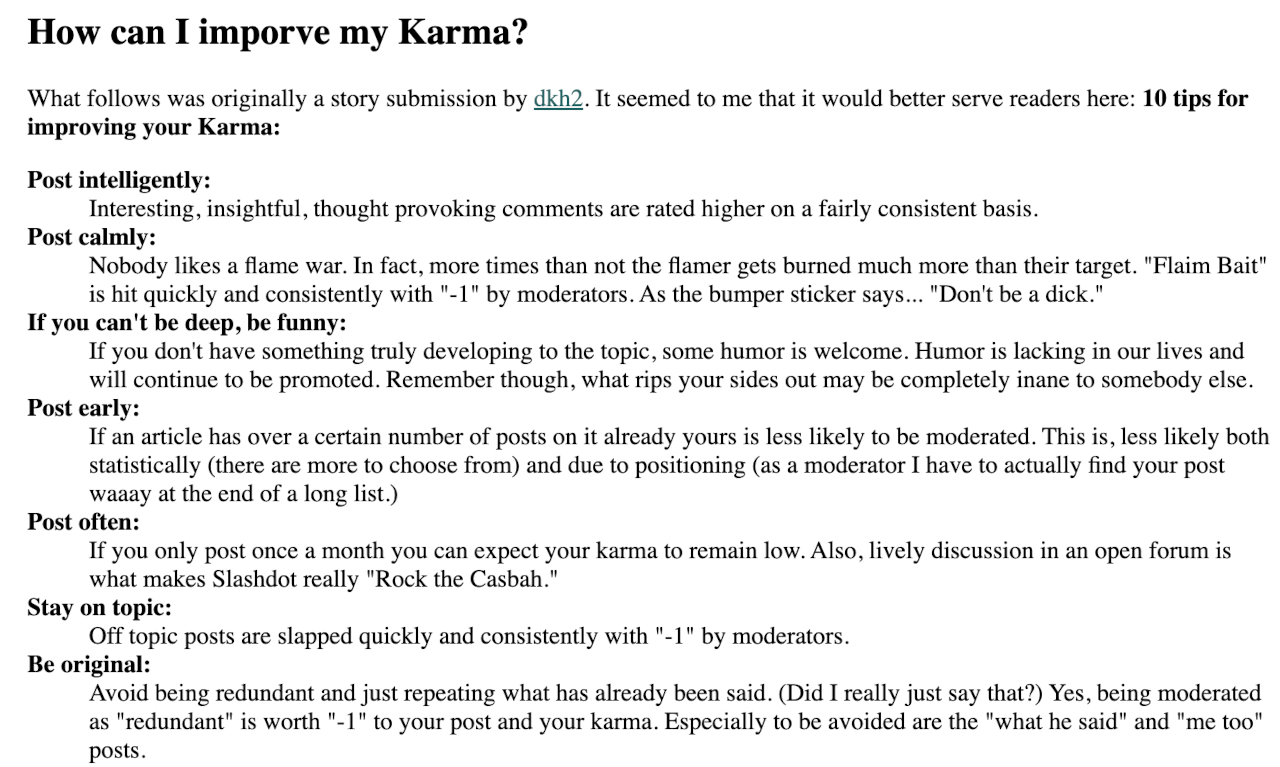 How can I imporve my Karma?
What follows was originally a story submission by dkh2. It seemed to me that it would better serve readers here: 10 tips for
improving your Karma:
Post intelligently:
Interesting, insightful, thought provoking comments are rated higher on a fairly consistent basis.
Post calmly:
Nobody likes a flame war. In fact, more times than not the flamer gets burned much more than their target. "Flaim Bait"
is hit quickly and consistently with "-1" by moderators. As the bumper sticker says... "Don't be a dick."
If you can't be deep, be funny:
If you don't have something truly developing to the topic, some humor is welcome. Humor is lacking in our lives and
will continue to be promoted. Remember though, what rips your sides out may be completely inane to somebody else.
Post early:
If an article has over a certain number of posts on it already yours is less likely to be moderated. This is, less likely both
statistically (there are more to choose from) and due to positioning (as a moderator I have to actually find your post
waaay at the end of a long list.)
Post often:
If you only post once a month you can expect your karma to remain low. Also, lively discussion in an open forum is
what makes Slashdot really "Rock the Casbah."
Stay on topic:
Off topic posts are slapped quickly and consistently with "-1" by moderators.
Be original:
Avoid being redundant and just repeating what has already been said. (Did I really just say that?) Yes, being moderated
as "redundant" is worth "-1" to your post and your karma. Especially to be avoided are the "what he said" and "me too"
posts.